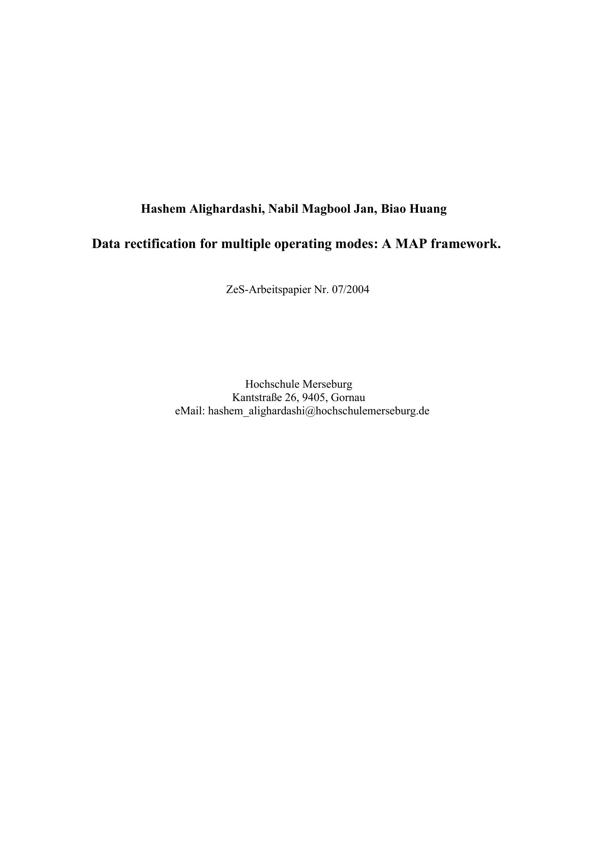 Hashem Alighardashi, Nabil Magbool Jan, Biao Huang
Data rectification for multiple operating modes: A MAP framework.
ZeS-Arbeitspapier Nr. 07/2004
Hochschule Merseburg
Kantstraße 26, 9405, Gornau
eMail: hashem_alighardashi@hochschulemerseburg.de